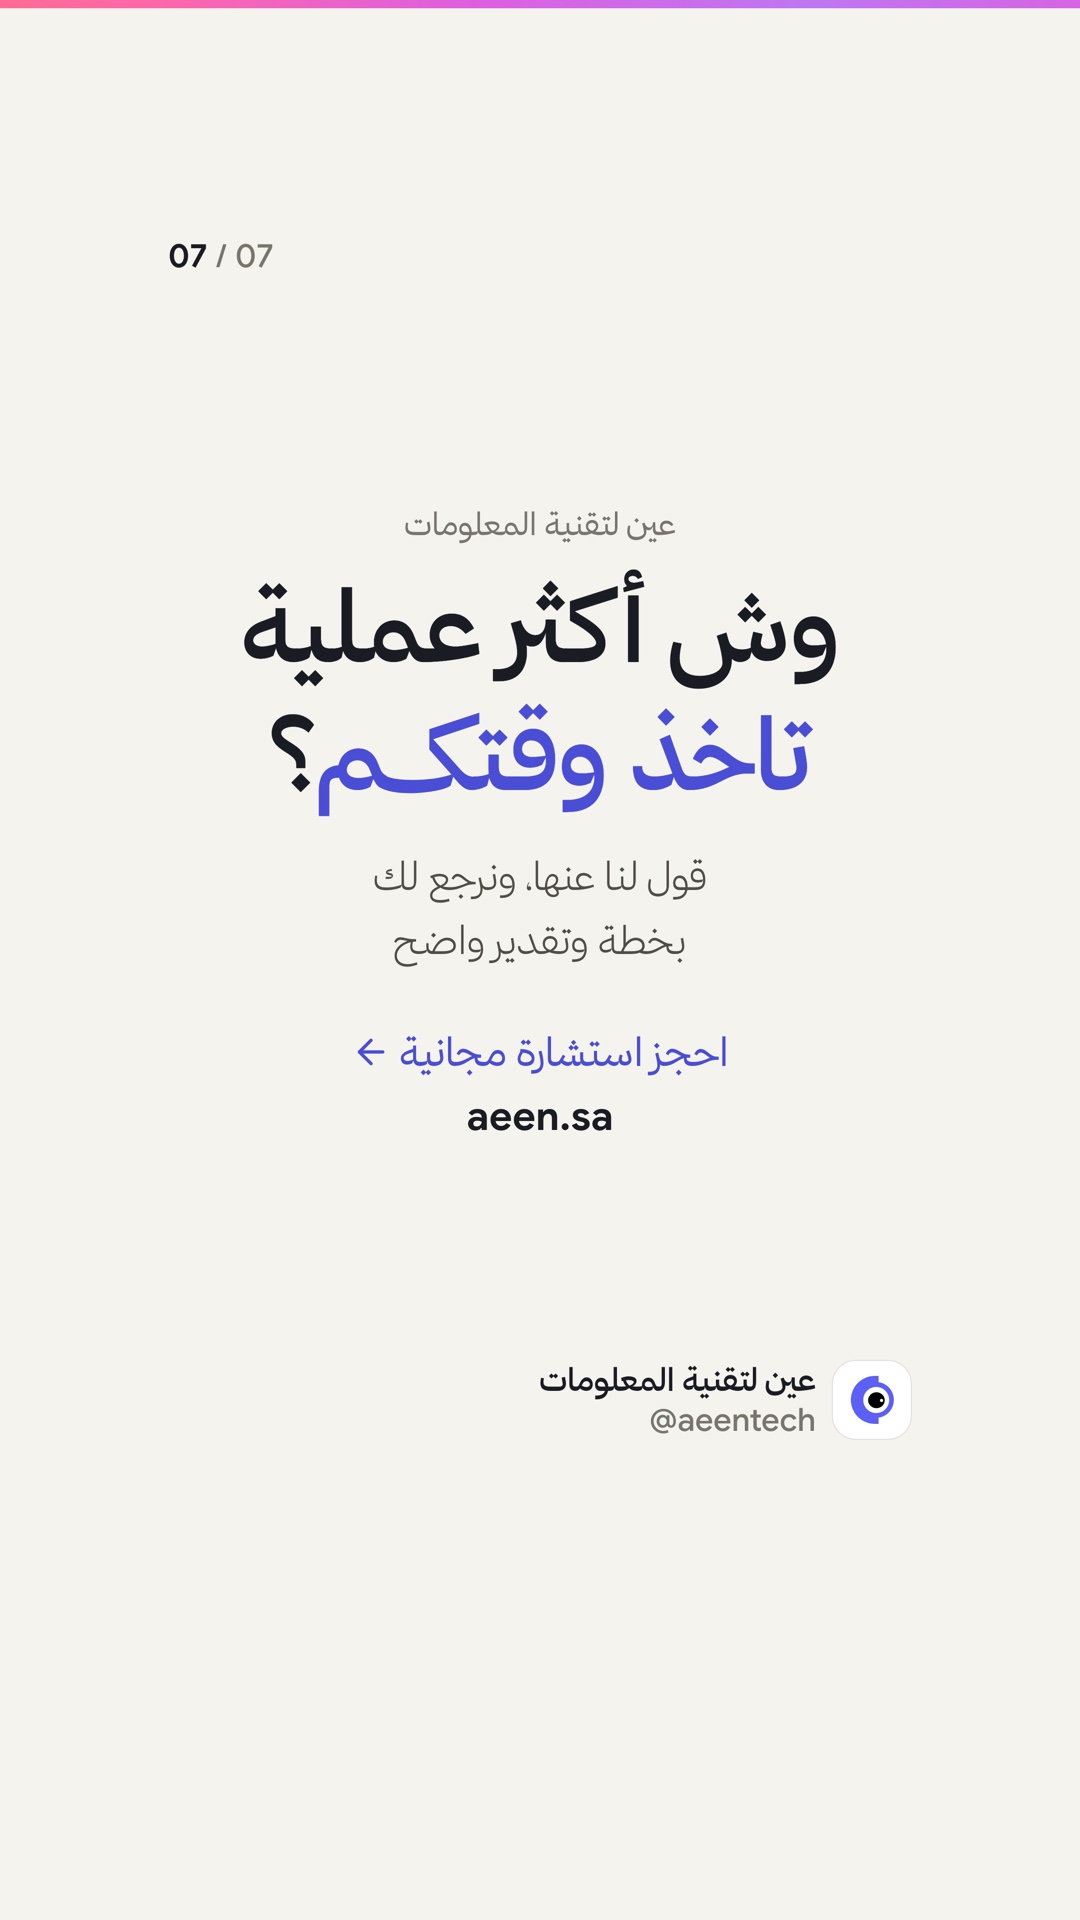 07 / 07
عين لتقنية المعلومات
وش أكثر عملية
تاخذ وقتكم؟
قول لنا عنها، ونرجع لك
بخطة وتقدير واضح
احجز استشارة مجانية ←
aeen.sa
عين لتقنية المعلومات
@aeentech